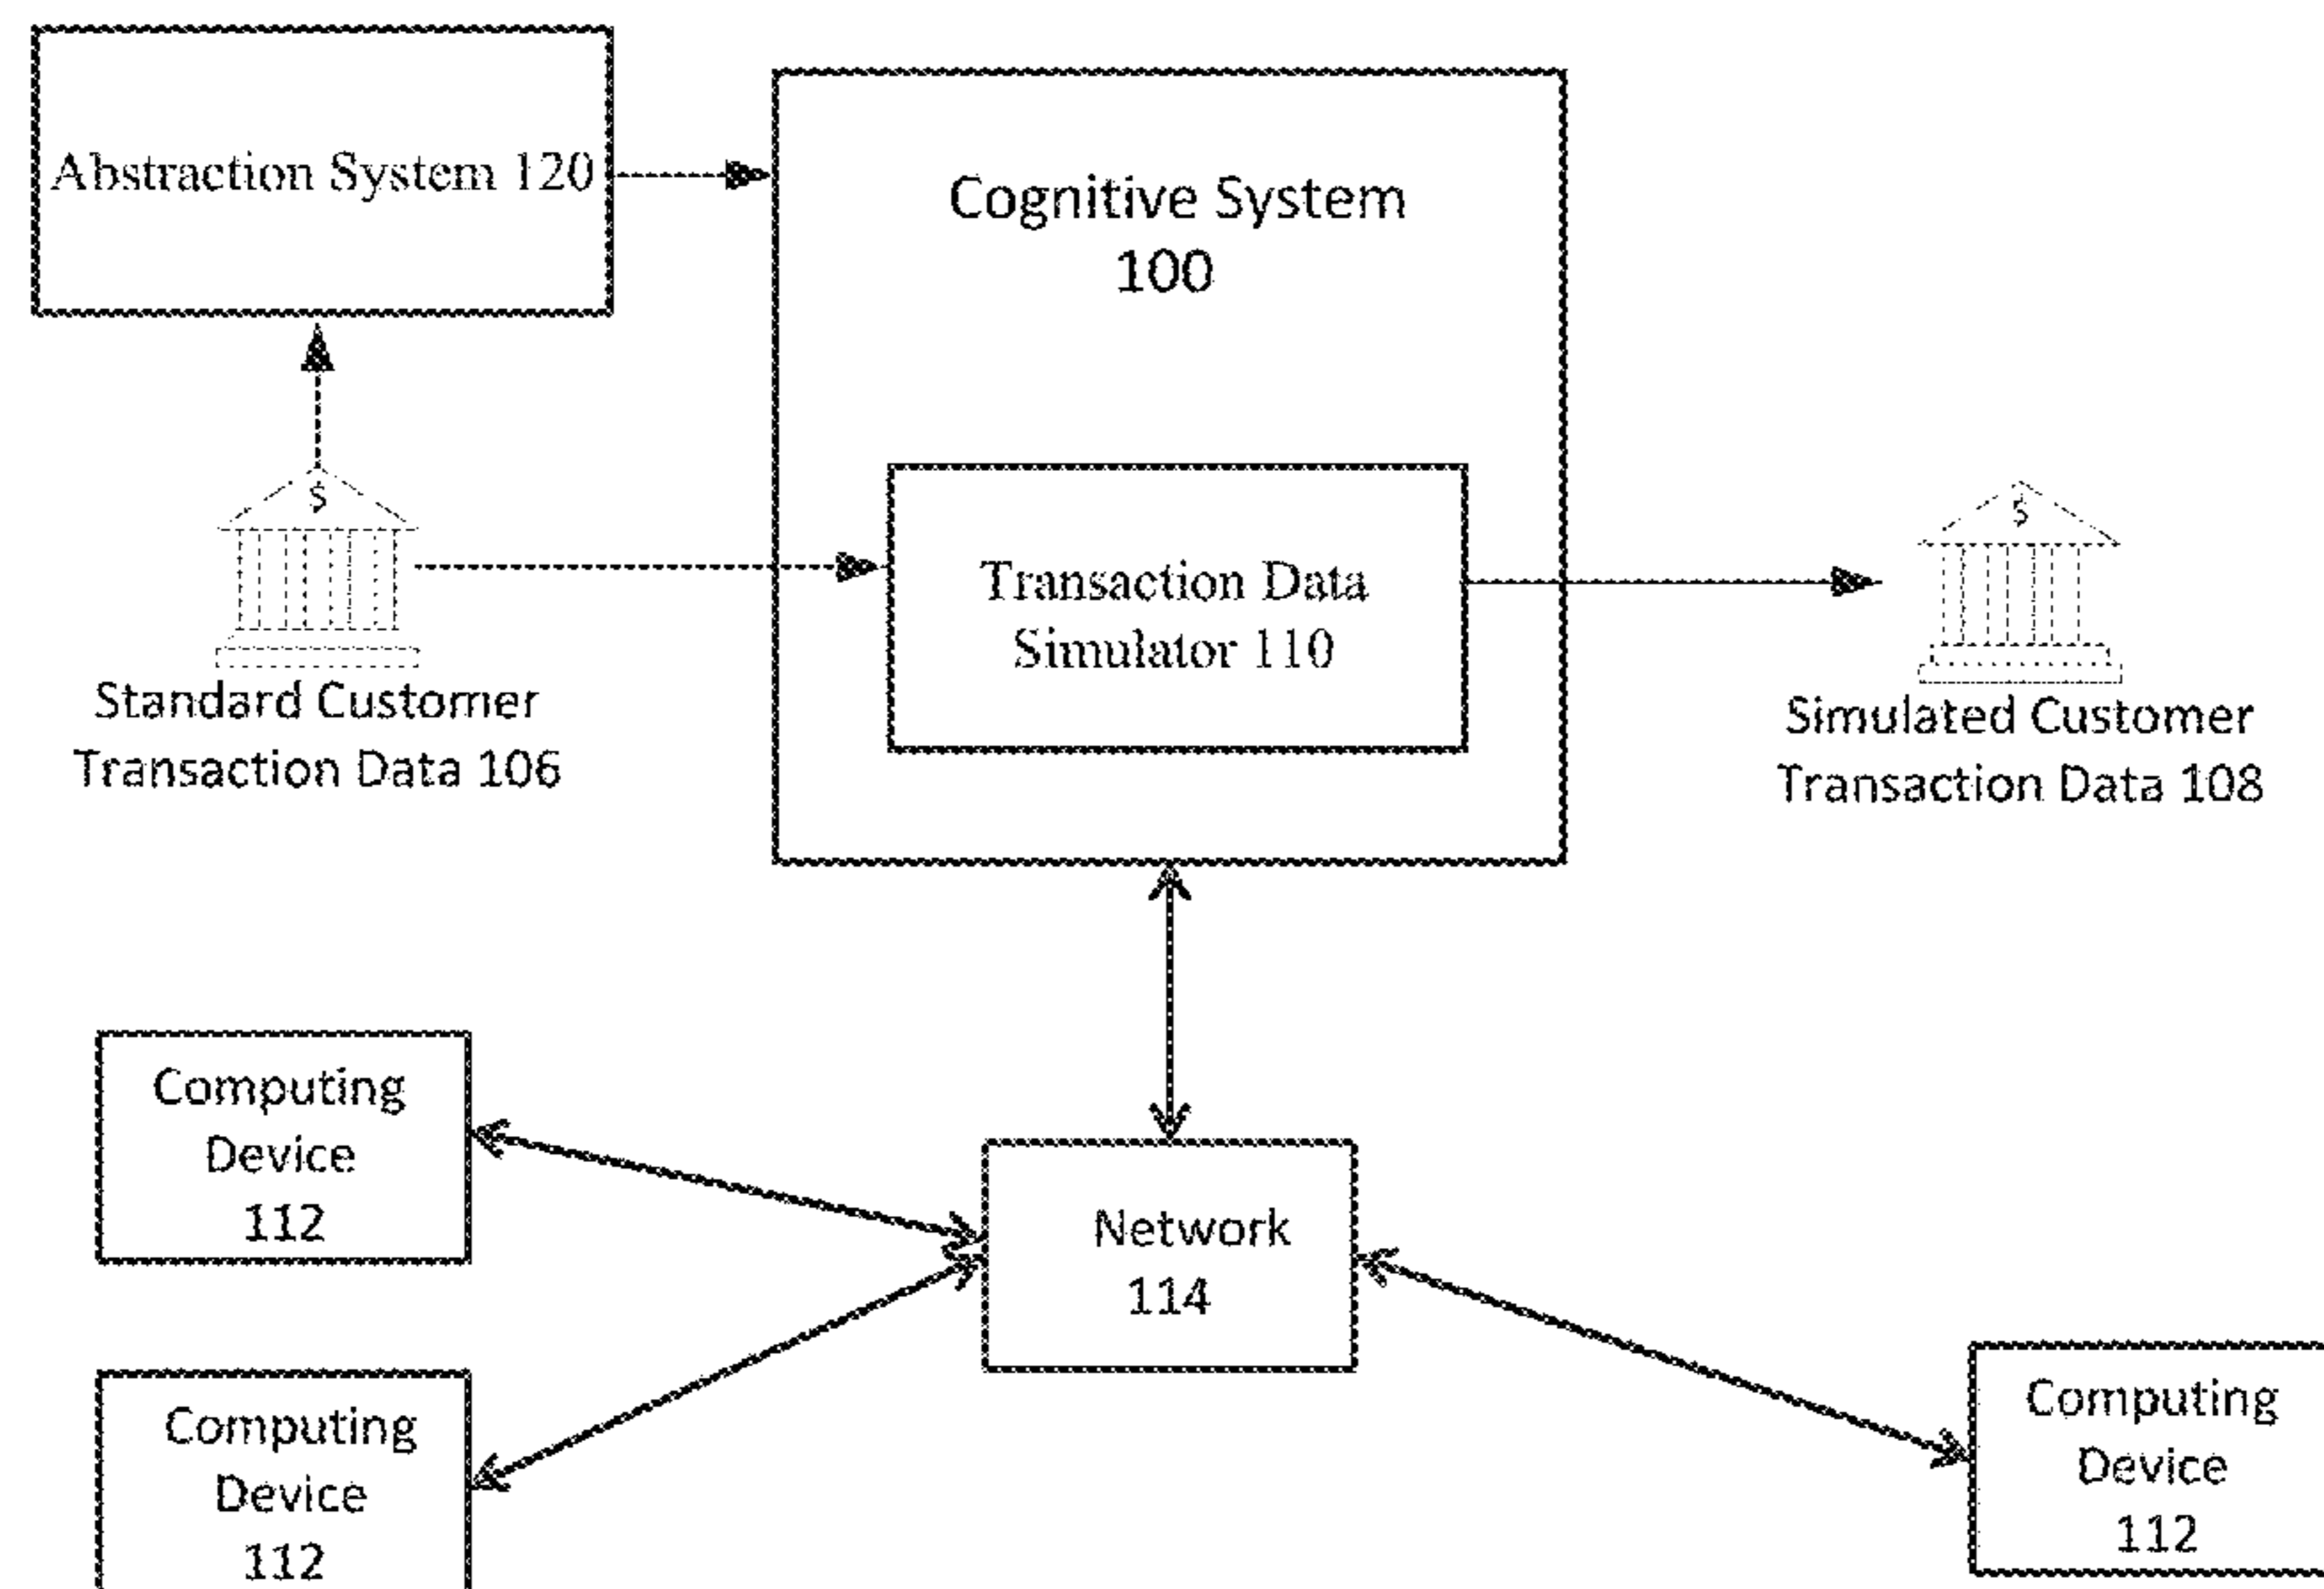 Abstraction System 120
Cognitive System
100
$
$
Transaction Data
Simulator 110
Standard Customer
Transaction Data 106
Simulated Customer
Transaction Data 108
Computing
Device
112
Network
114
Computing
Device
112
Computing
Device
112